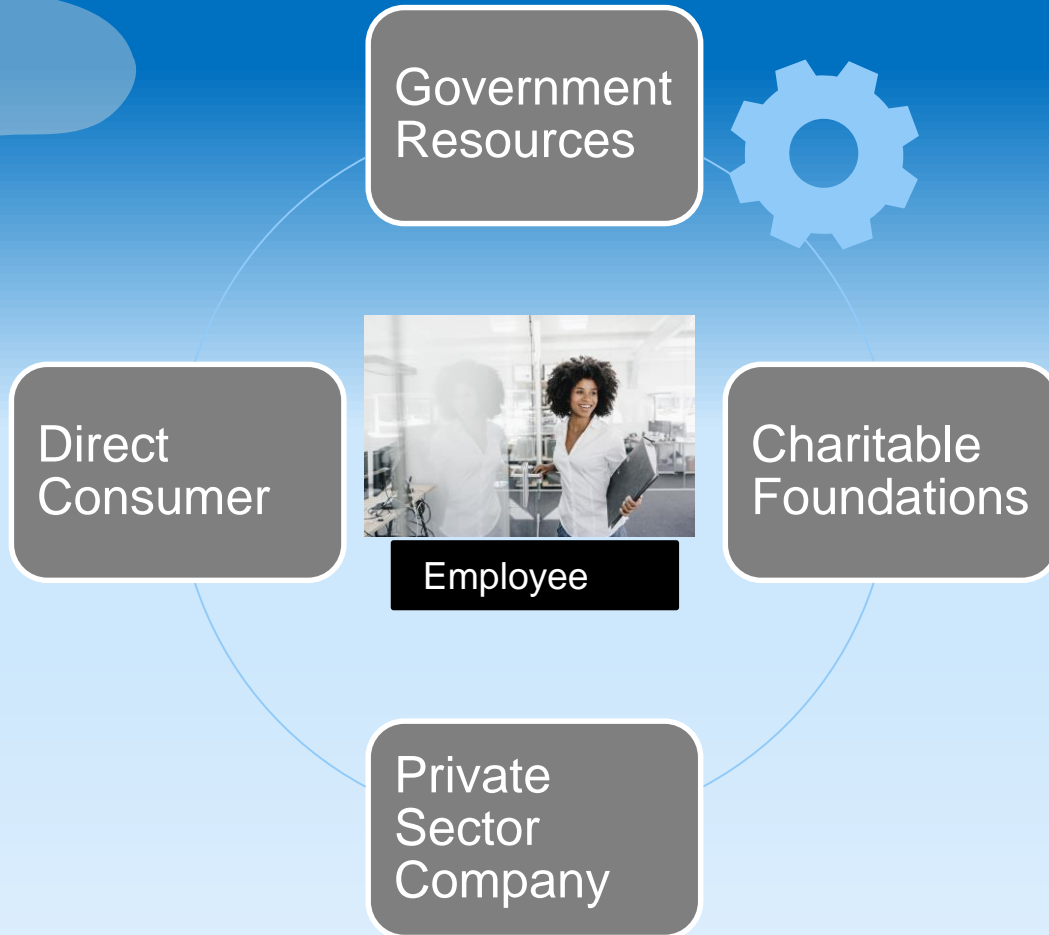 Government
Resources
Direct
Consumer
Charitable
Foundations
Employee
Private
Sector
Company